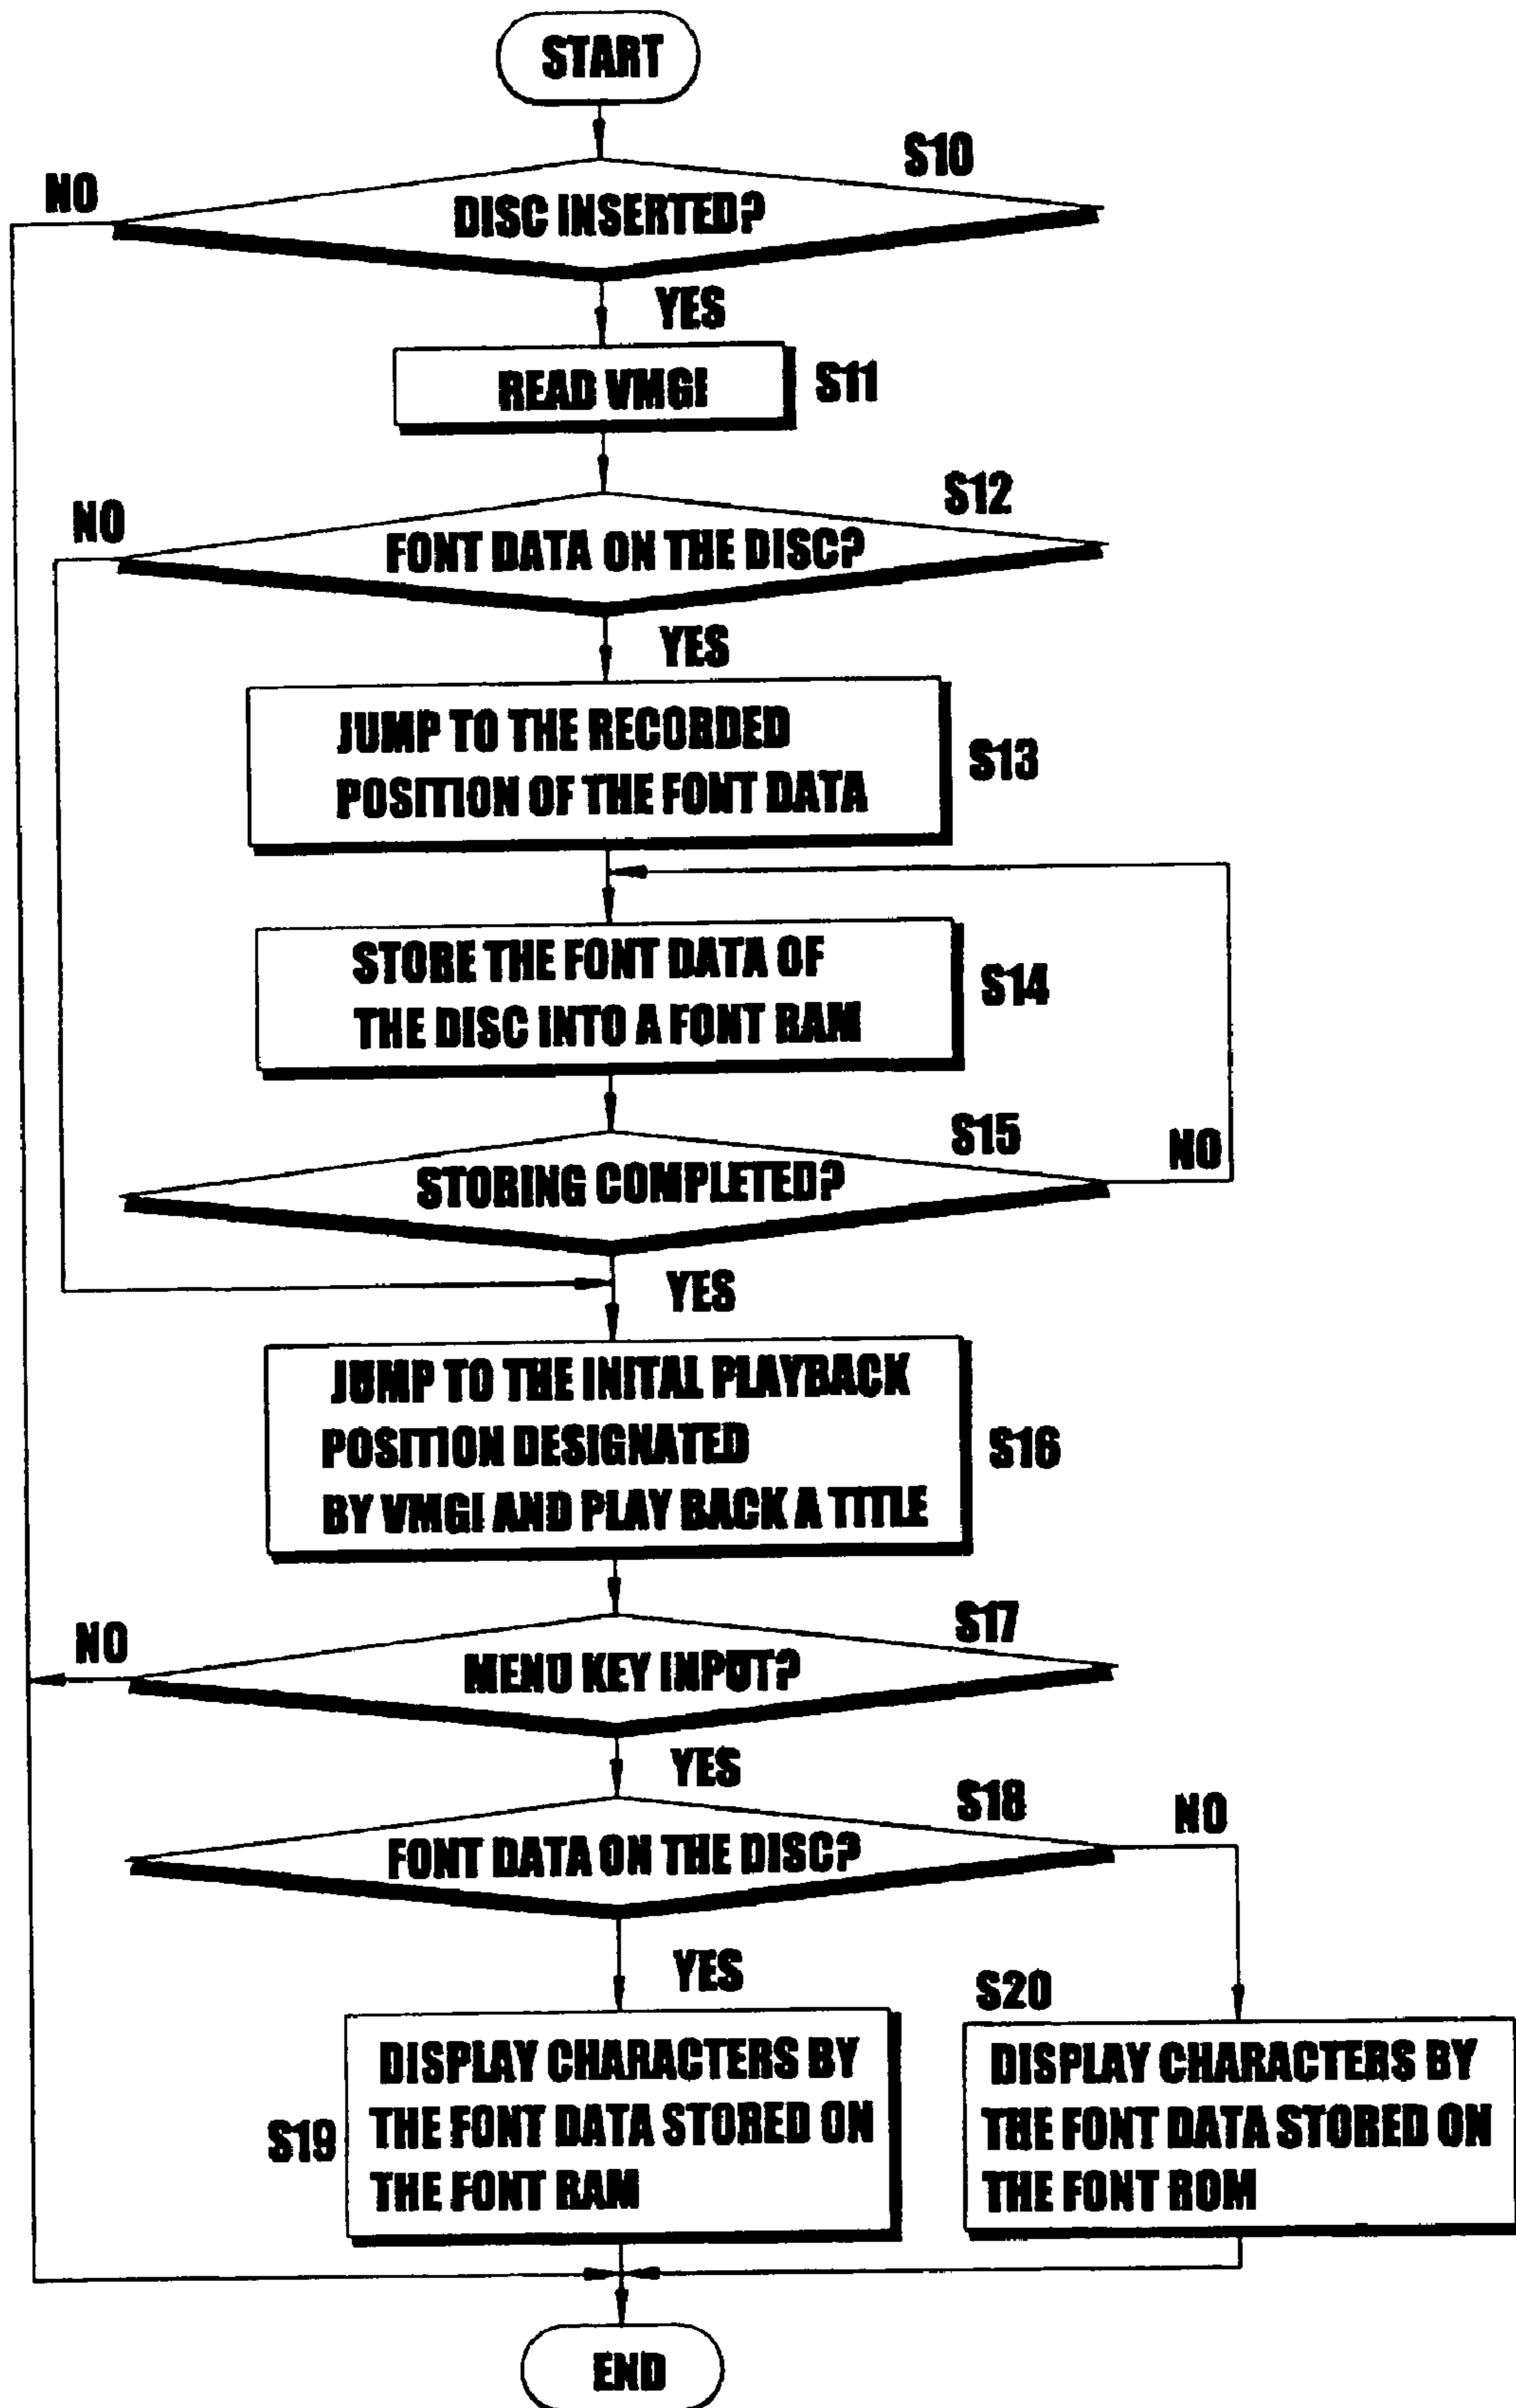 START
S10
NO
DISC INSERTED?
YES
READ VMGI
S11
S12
NO
FONT DATA ON THE DISC?
YES
JUMP TO THE RECORDED
POSITION OF THE FONT DATA
S13
STORE THE FONT DATA OF
THE DISC INTO A FONT RAM
S14
S15
NO
STORING COMPLETED?
YES
JUMP TO THE INITAL PLAYBACK
POSITION DESIGNATED
BY VMGI AND PLAY BACK A TITLE
S16
S17
NO
MENU KEY INPUT?
YES
S18
NO
FONT DATA ON THE DISC?
YES
S19
DISPLAY CHARACTERS BY
THE FONT DATA STORED ON
THE FONT RAM
S20
DISPLAY CHARACTERS BY
THE FONT DATA STORED ON
THE FONT ROM
END